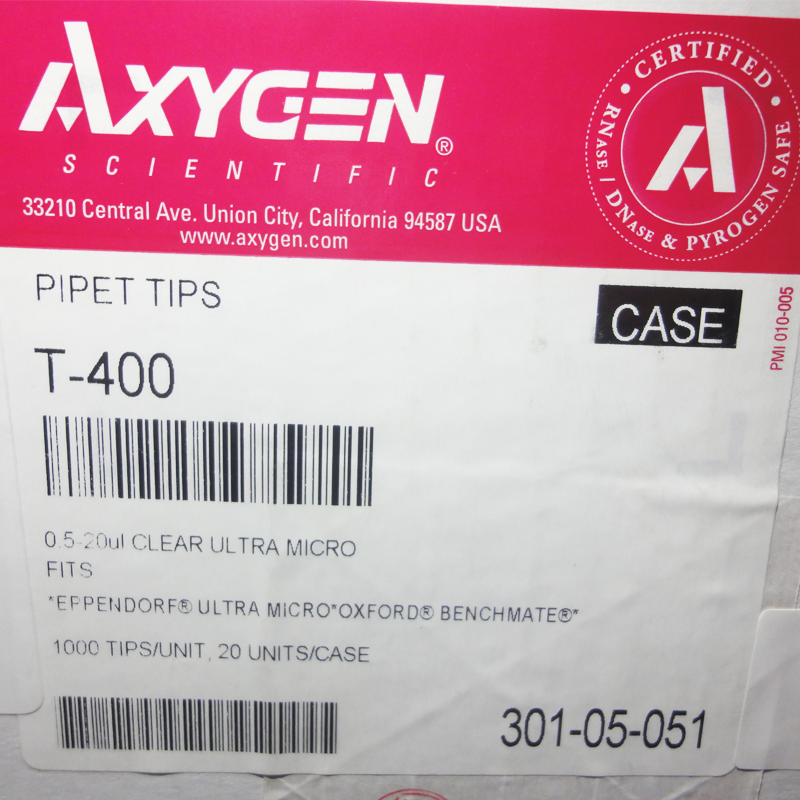 AXYGEN®
SCIENTIFIC
33210 Central Ave. Union City, California 94587 USA
www.axygen.com
CERTIFIED
RNASE | DNASE & PYROGEN SAFE
PIPET TIPS
CASE
PMI 010-005
T-400
0.5-20ul CLEAR ULTRA MICRO
FITS
*EPPENDORF® ULTRA MICRO*OXFORD® BENCHMATE®*
1000 TIPS/UNIT, 20 UNITS/CASE
301-05-051